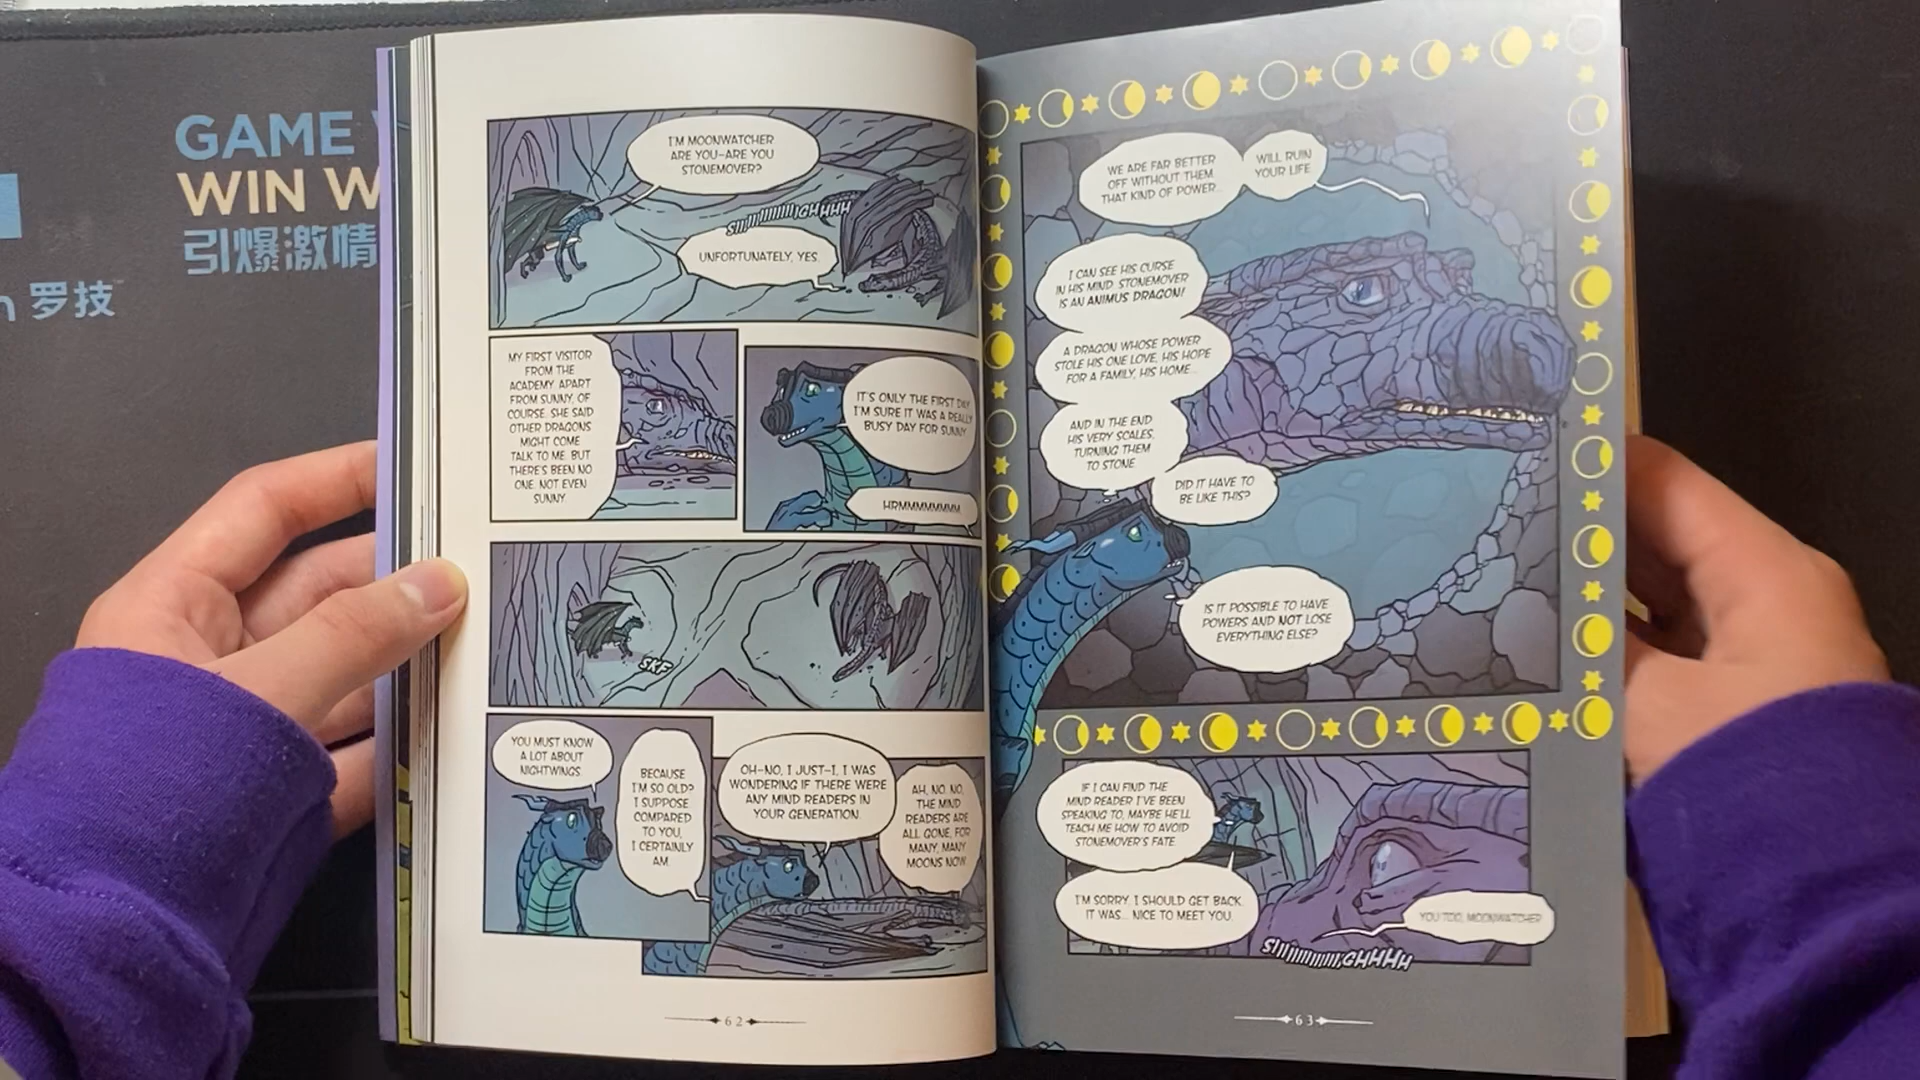 GAME
WIN W
引爆激情
n 罗技
I'M MOONWATCHER
ARE YOU-ARE YOU
STONEMOVER?
SIIIIIIIIIIIGHHHH
UNFORTUNATELY, YES.
MY FIRST VISITOR
FROM THE
ACADEMY. APART
FROM SUNNY, OF
COURSE. SHE SAID
OTHER DRAGONS
MIGHT COME
TALK TO ME. BUT
THERE'S BEEN NO
ONE. NOT EVEN
SUNNY.
IT'S ONLY THE FIRST DAY.
I'M SURE IT WAS A REALLY
BUSY DAY FOR SUNNY.
HRMMMMMMMM.
SKF
YOU MUST KNOW
A LOT ABOUT
NIGHTWINGS.
BECAUSE
I'M SO OLD?
I SUPPOSE
COMPARED
TO YOU,
I CERTAINLY
AM.
OH-NO, I JUST-I, I WAS
WONDERING IF THERE WERE
ANY MIND READERS IN
YOUR GENERATION.
AH, NO. NO,
THE MIND
READERS ARE
ALL GONE, FOR
MANY, MANY
MOONS NOW.
62
WE ARE FAR BETTER
OFF WITHOUT THEM.
THAT KIND OF POWER...
WILL RUIN
YOUR LIFE.
I CAN SEE HIS CURSE
IN HIS MIND. STONEMOVER
IS AN ANIMUS DRAGON!
A DRAGON WHOSE POWER
STOLE HIS ONE LOVE, HIS HOPE
FOR A FAMILY, HIS HOME...
AND IN THE END
HIS VERY SCALES,
TURNING THEM
TO STONE.
DID IT HAVE TO
BE LIKE THIS?
IS IT POSSIBLE TO HAVE
POWERS AND NOT LOSE
EVERYTHING ELSE?
IF I CAN FIND THE
MIND READER I'VE BEEN
SPEAKING TO, MAYBE HE'LL
TEACH ME HOW TO AVOID
STONEMOVER'S FATE.
I'M SORRY. I SHOULD GET BACK.
IT WAS... NICE TO MEET YOU.
YOU TOO, MOONWATCHER.
SIIIIIIIIIIIGHHHH
63